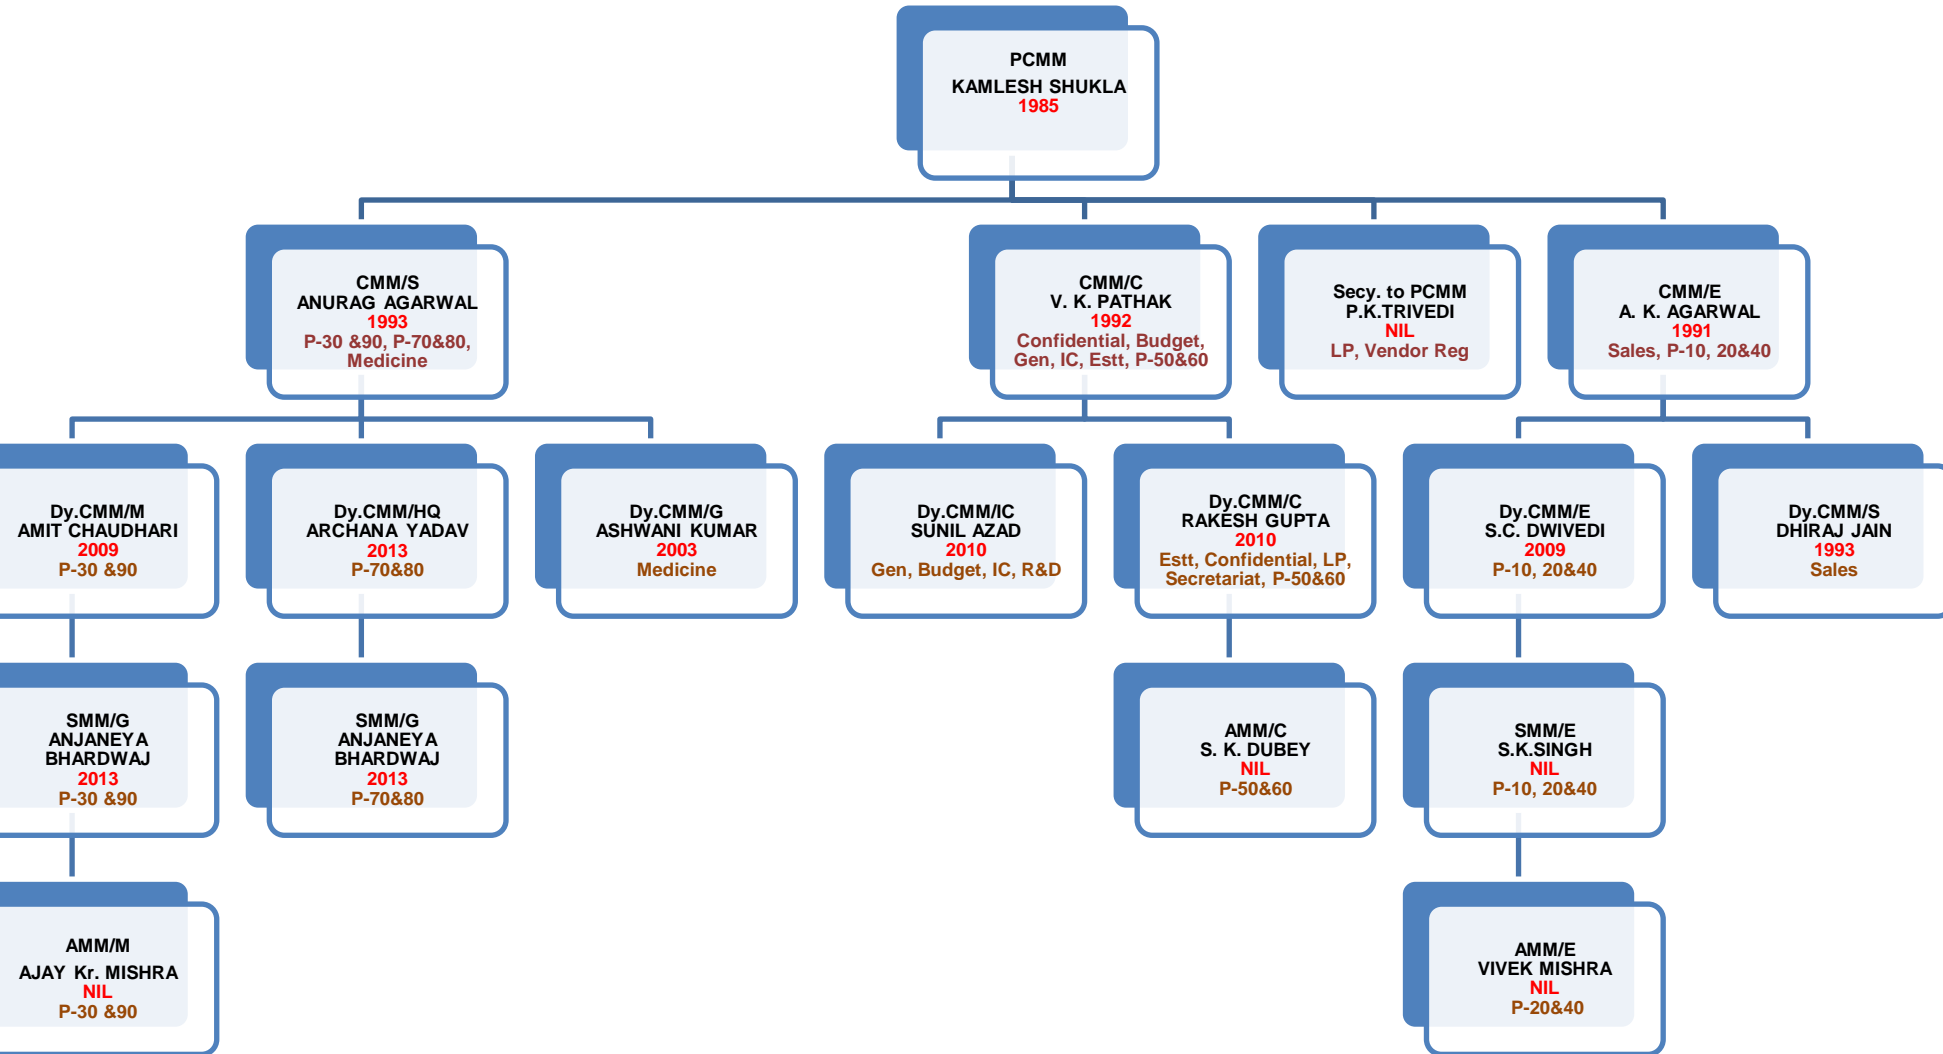 PCMM
KAMLESH SHUKLA
1985
CMM/S
ANURAG AGARWAL
1993
P-30 &90, P-70&80,
Medicine
CMM/C
V. K. PATHAK
1992
Confidential, Budget,
Gen, IC, Estt, P-50&60
Secy. to PCMM
P.K.TRIVEDI
NIL
LP, Vendor Reg
CMM/E
A. K. AGARWAL
1991
Sales, P-10, 20&40
Dy.CMM/M
AMIT CHAUDHARI
2009
P-30 &90
Dy.CMM/HQ
ARCHANA YADAV
2013
P-70&80
Dy.CMM/G
ASHWANI KUMAR
2003
Medicine
Dy.CMM/IC
SUNIL AZAD
2010
Gen, Budget, IC, R&D
Dy.CMM/C
RAKESH GUPTA
2010
Estt, Confidential, LP,
Secretariat, P-50&60
Dy.CMM/E
S.C. DWIVEDI
2009
P-10, 20&40
Dy.CMM/S
DHIRAJ JAIN
1993
Sales
SMM/G
ANJANEYA
BHARDWAJ
2013
P-30 &90
SMM/G
ANJANEYA
BHARDWAJ
2013
P-70&80
AMM/C
S. K. DUBEY
NIL
P-50&60
SMM/E
S.K.SINGH
NIL
P-10, 20&40
AMM/M
AJAY Kr. MISHRA
NIL
P-30 &90
AMM/E
VIVEK MISHRA
NIL
P-20&40